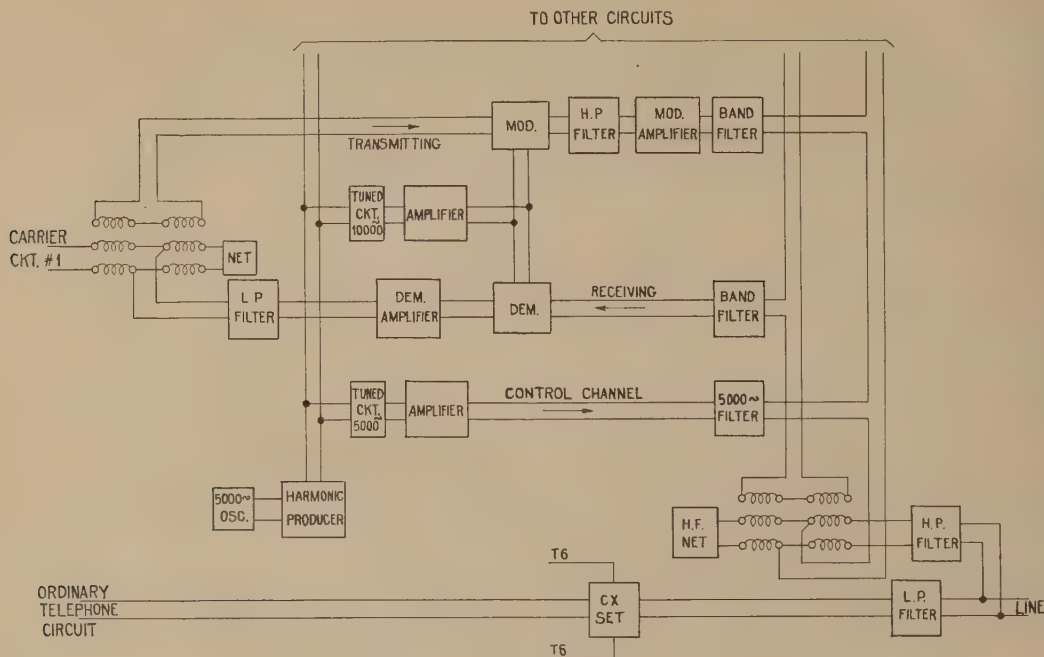 TO OTHER CIRCUITS
TRANSMITTING
MOD.
H.P
FILTER
MOD.
AMPLIFIER
BAND
FILTER
TUNED
CKT.
10000~
AMPLIFIER
CARRIER
CKT. #1
NET
L P
FILTER
DEM.
AMPLIFIER
DEM.
RECEIVING
BAND
FILTER
TUNED
CKT.
5000~
AMPLIFIER
CONTROL CHANNEL
5000~
FILTER
5000~
OSC.
HARMONIC
PRODUCER
H.F.
NET
H.P.
FILTER
T6
ORDINARY
TELEPHONE
CIRCUIT
CX
SET
L.P.
FILTER
LINE
T6